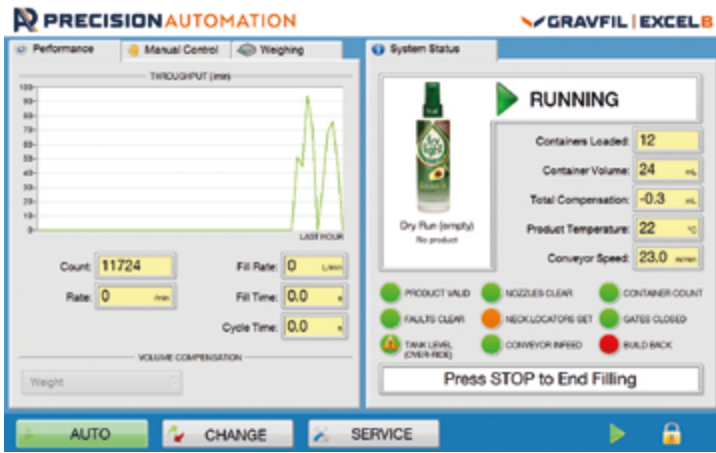 PRECISIONAUTOMATION
GRAVFIL | EXCELB
Performance
Manual Control
Weighing
System Status
THROUGHPUT (/min)
100
90
80
70
60
50
40
30
20
10
0
LAST HOUR
Count: 11724
Rate: 0 /min
Fill Rate: 0 L/min
Fill Time: 0.0 s
Cycle Time: 0.0 s
VOLUME COMPENSATION
Weight
RUNNING
Dry Run (empty)
No product
Containers Loaded: 12
Container Volume: 24 mL
Total Compensation: -0.3 mL
Product Temperature: 22 °C
Conveyor Speed: 23.0 m/min
PRODUCT VALID
NOZZLES CLEAR
CONTAINER COUNT
FAULTS CLEAR
NECK LOCATORS SET
GATES CLOSED
TANK LEVEL
(OVER-RIDE)
CONVEYOR INFEED
BUILD BACK
Press STOP to End Filling
AUTO
CHANGE
SERVICE